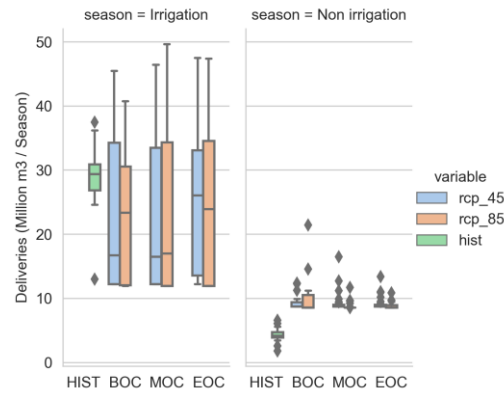 season = Irrigation
season = Non irrigation
Deliveries (Million m3 / Season)
50
40
30
20
10
0
HIST BOC MOC EOC
HIST BOC MOC EOC
variable
rcp_45
rcp_85
hist